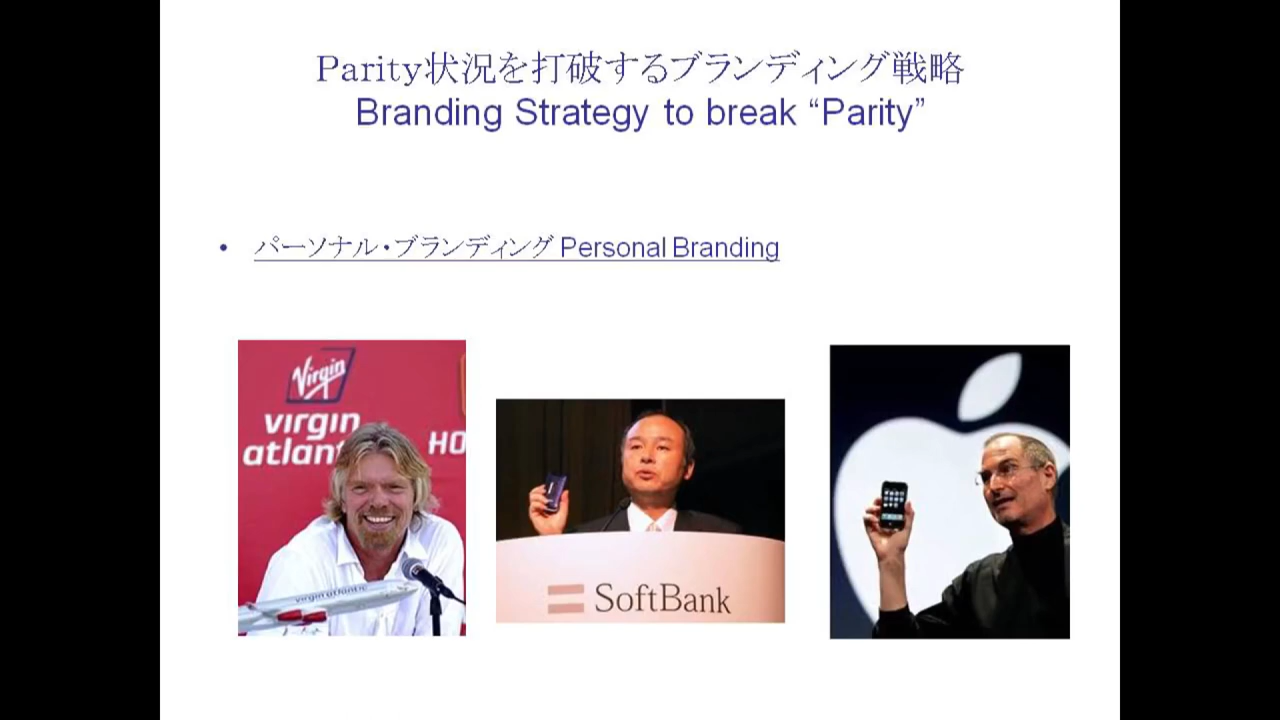 Parity状況を打破するブランディング戦略
Branding Strategy to break “Parity”
• パーソナル・ブランディング Personal Branding
Virgin
virgin
atlant
HO
virgin atlantic
SoftBank